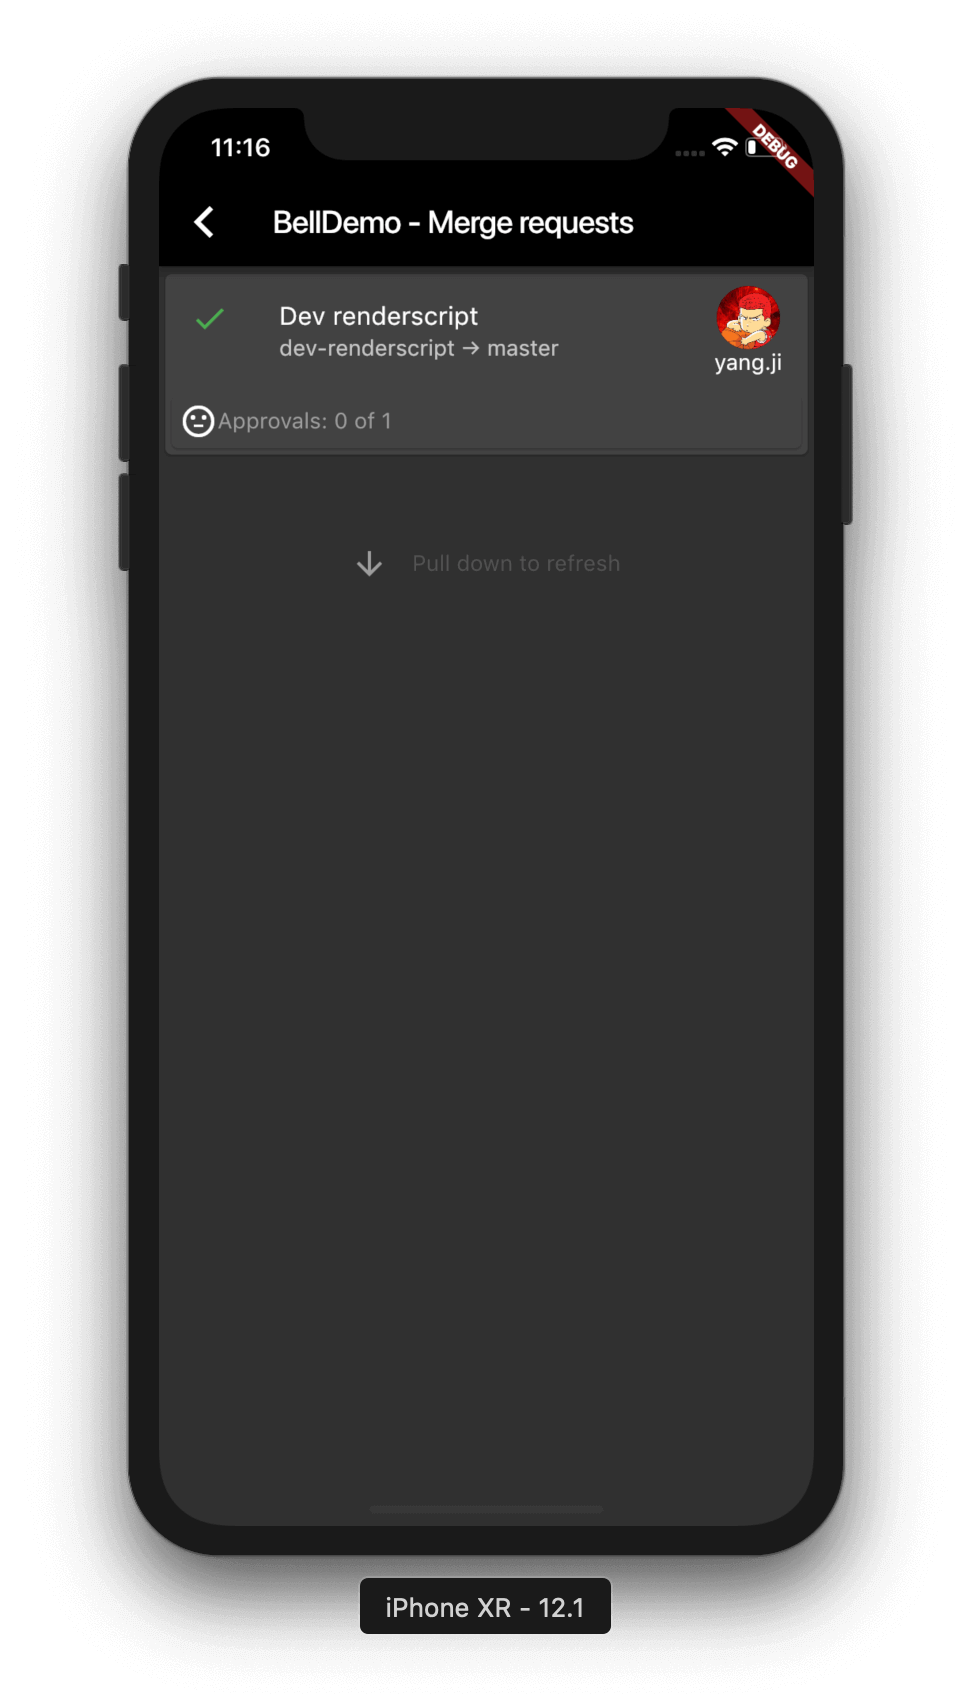 11:16
DEBUG
BellDemo - Merge requests
Dev renderscript
dev-renderscript → master
yang.ji
Approvals: 0 of 1
Pull down to refresh
iPhone XR - 12.1